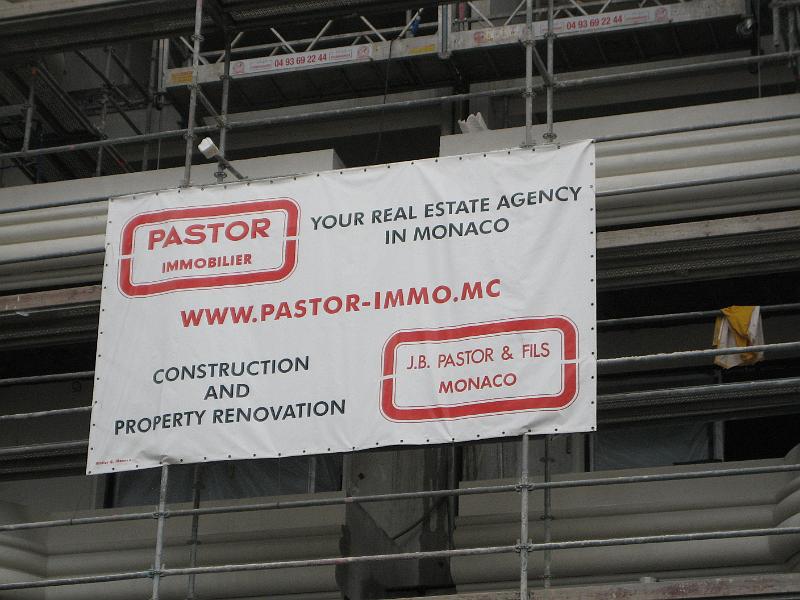 04 93 69 22 44
04 93 69 22 44
PASTOR
IMMOBILIER
YOUR REAL ESTATE AGENCY
IN MONACO
WWW.PASTOR-IMMO.MC
CONSTRUCTION
AND
PROPERTY RENOVATION
J.B. PASTOR & FILS
MONACO